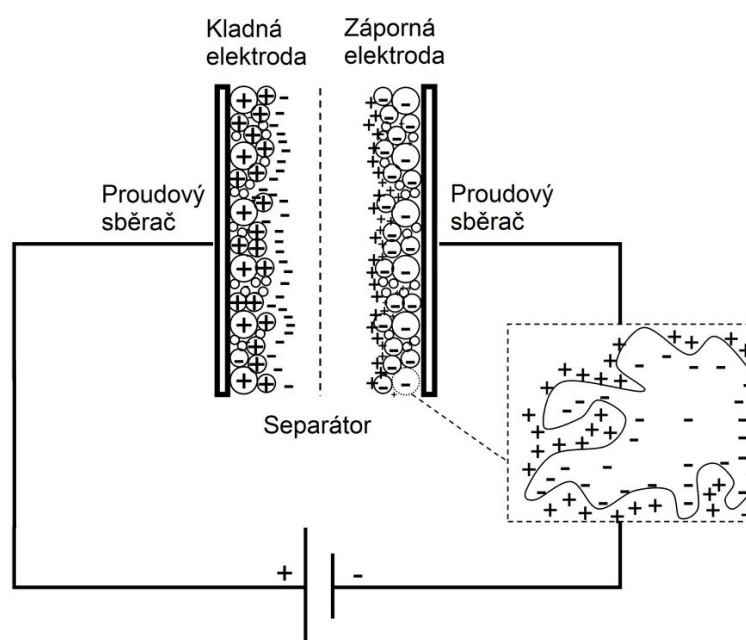 Kladná
elektroda
Záporná
elektroda
Proudový
sběrač
Proudový
sběrač
Separátor
+ -